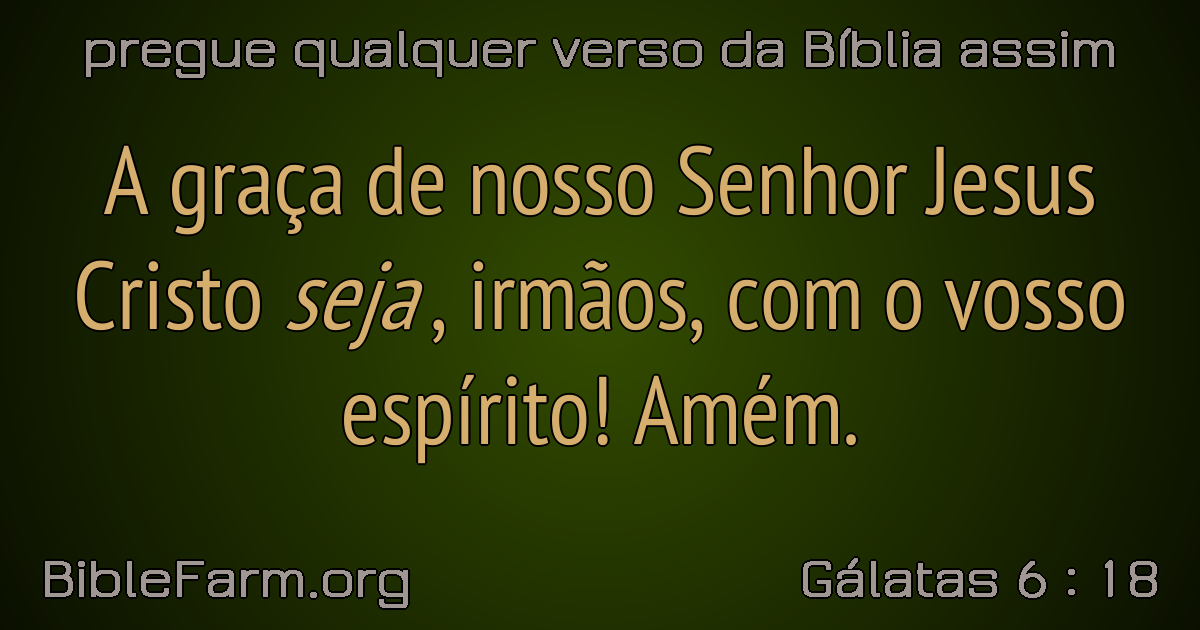 pregue qualquer verso da Bíblia assim
A graça de nosso Senhor Jesus
Cristo seja , irmãos, com o vosso
espírito! Amém.
BibleFarm.org
Gálatas 6 : 18